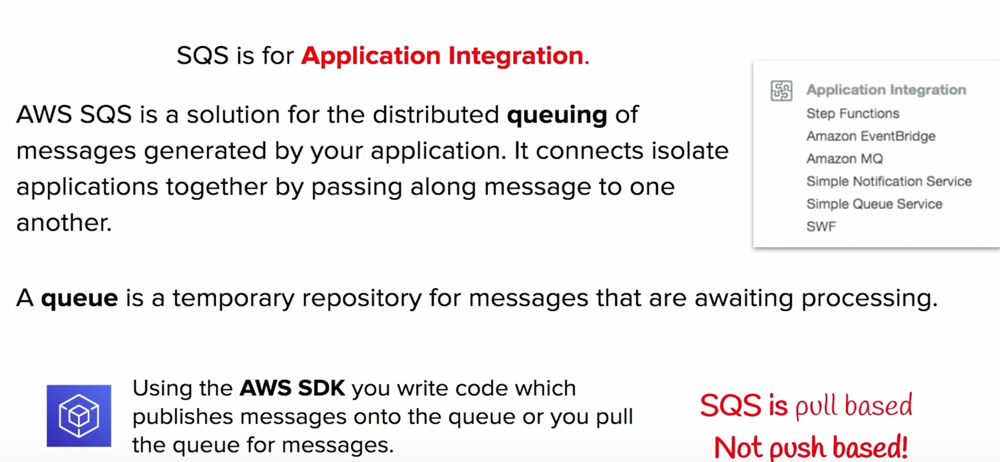 SQS is for Application Integration.
AWS SQS is a solution for the distributed queuing of
messages generated by your application. It connects isolate
applications together by passing along message to one
another.
Application Integration
Step Functions
Amazon EventBridge
Amazon MQ
Simple Notification Service
Simple Queue Service
SWF
A queue is a temporary repository for messages that are awaiting processing.
Using the AWS SDK you write code which
publishes messages onto the queue or you pull
the queue for messages.
SQS is pull based
Not push based!